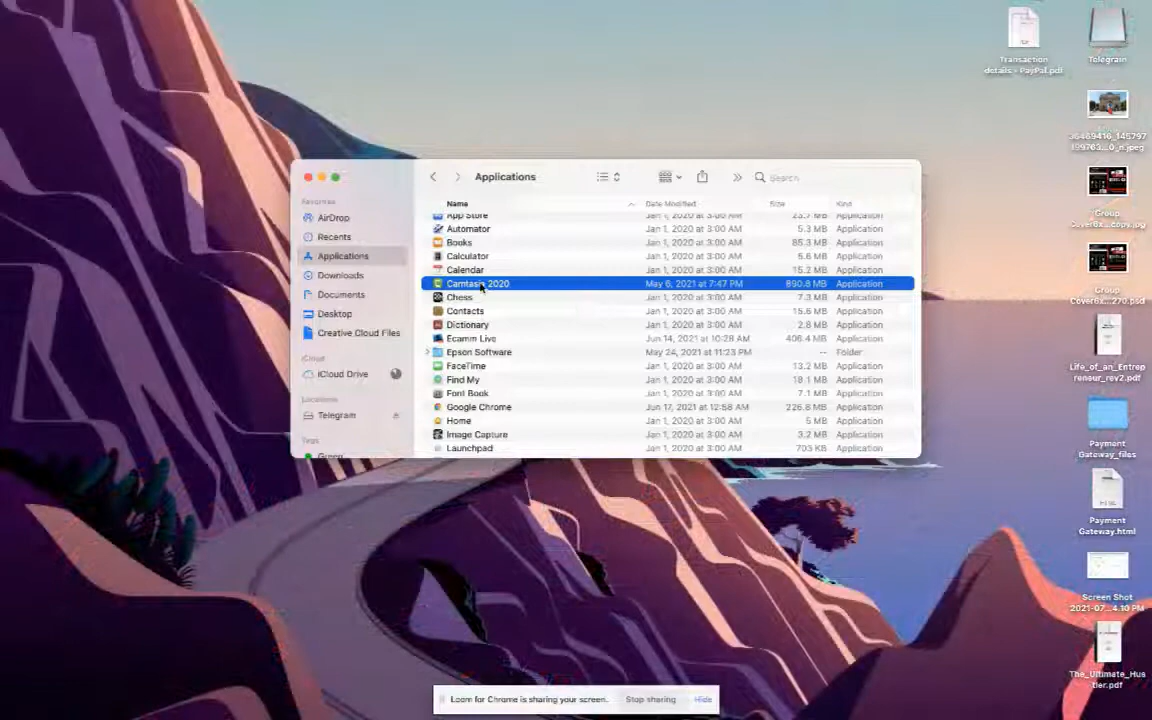 Applications
Search
Favorites
AirDrop
Recents
Applications
Downloads
Documents
Desktop
Creative Cloud Files
iCloud
iCloud Drive
Locations
Telegram
Tags
Green
Name Date Modified Size Kind
App Store Jan 1, 2020 at 3:00 AM 23.7 MB Application
Automator Jan 1, 2020 at 3:00 AM 5.3 MB Application
Books Jan 1, 2020 at 3:00 AM 85.3 MB Application
Calculator Jan 1, 2020 at 3:00 AM 5.6 MB Application
Calendar Jan 1, 2020 at 3:00 AM 15.2 MB Application
Camtasia 2020 May 6, 2021 at 7:47 PM 890.8 MB Application
Chess Jan 1, 2020 at 3:00 AM 7.3 MB Application
Contacts Jan 1, 2020 at 3:00 AM 15.6 MB Application
Dictionary Jan 1, 2020 at 3:00 AM 2.8 MB Application
Ecamm Live Jun 14, 2021 at 10:28 AM 406.4 MB Application
Epson Software May 24, 2021 at 11:23 PM -- Folder
FaceTime Jan 1, 2020 at 3:00 AM 13.2 MB Application
Find My Jan 1, 2020 at 3:00 AM 18.1 MB Application
Font Book Jan 1, 2020 at 3:00 AM 7.1 MB Application
Google Chrome Jun 17, 2021 at 12:58 AM 226.8 MB Application
Home Jan 1, 2020 at 3:00 AM 5 MB Application
Image Capture Jan 1, 2020 at 3:00 AM 3.2 MB Application
Launchpad Jan 1, 2020 at 3:00 AM 703 KB Application
Transaction
details - PayPal.pdf
Telegram
Group
Group
Life_of_an_Entrep
reneur_rev2.pdf
Payment
Gateway_files
HTML
Payment
Gateway.html
Screen Shot
2021-07...4.10 PM
The_Ultimate_Hus
tler.pdf
Loom for Chrome is sharing your screen. Stop sharing Hide